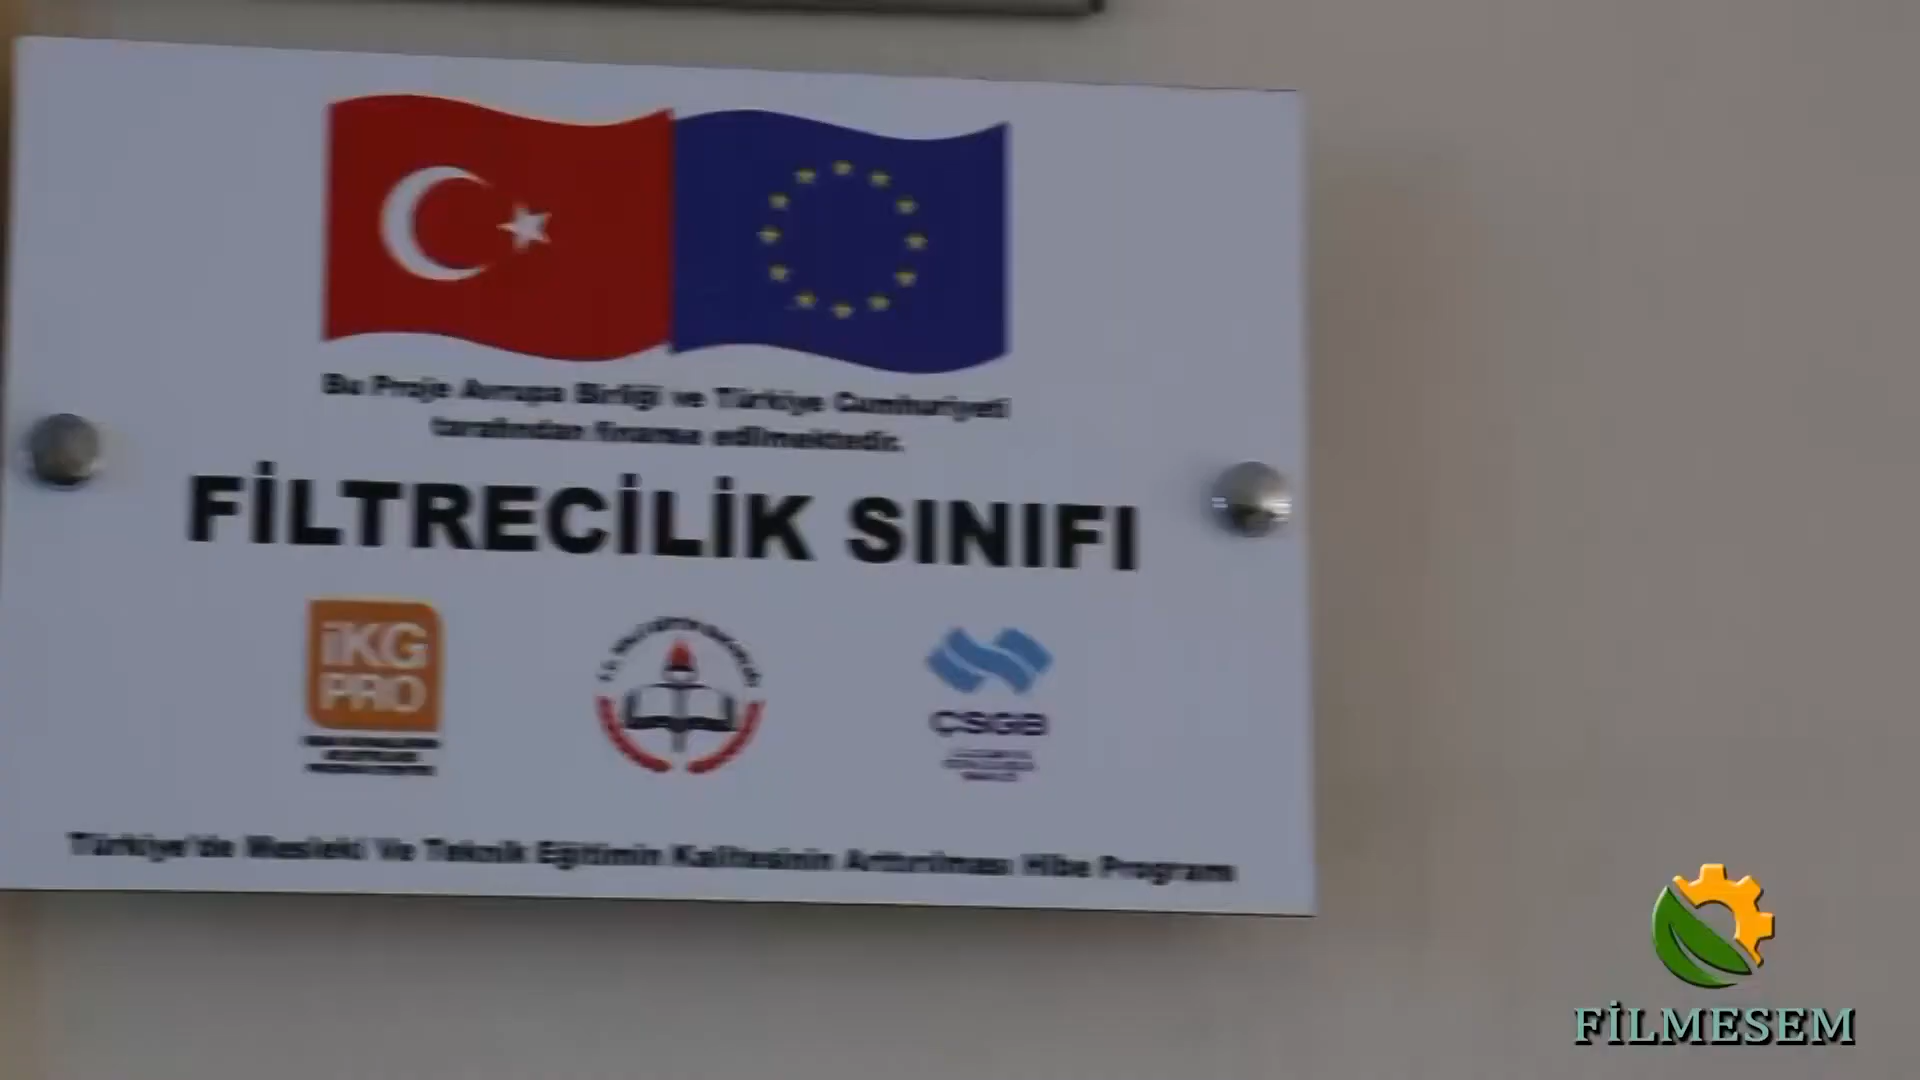 Bu Proje Avrupa Birliği ve Türkiye Cumhuriyeti
tarafından finanse edilmektedir.
FİLTRECİLİK SINIFI
İKG
PRO
ÇSGB
Türkiye'de Mesleki Ve Teknik Eğitimin Kalitesinin Arttırılması Hibe Programı
FİLMESEM